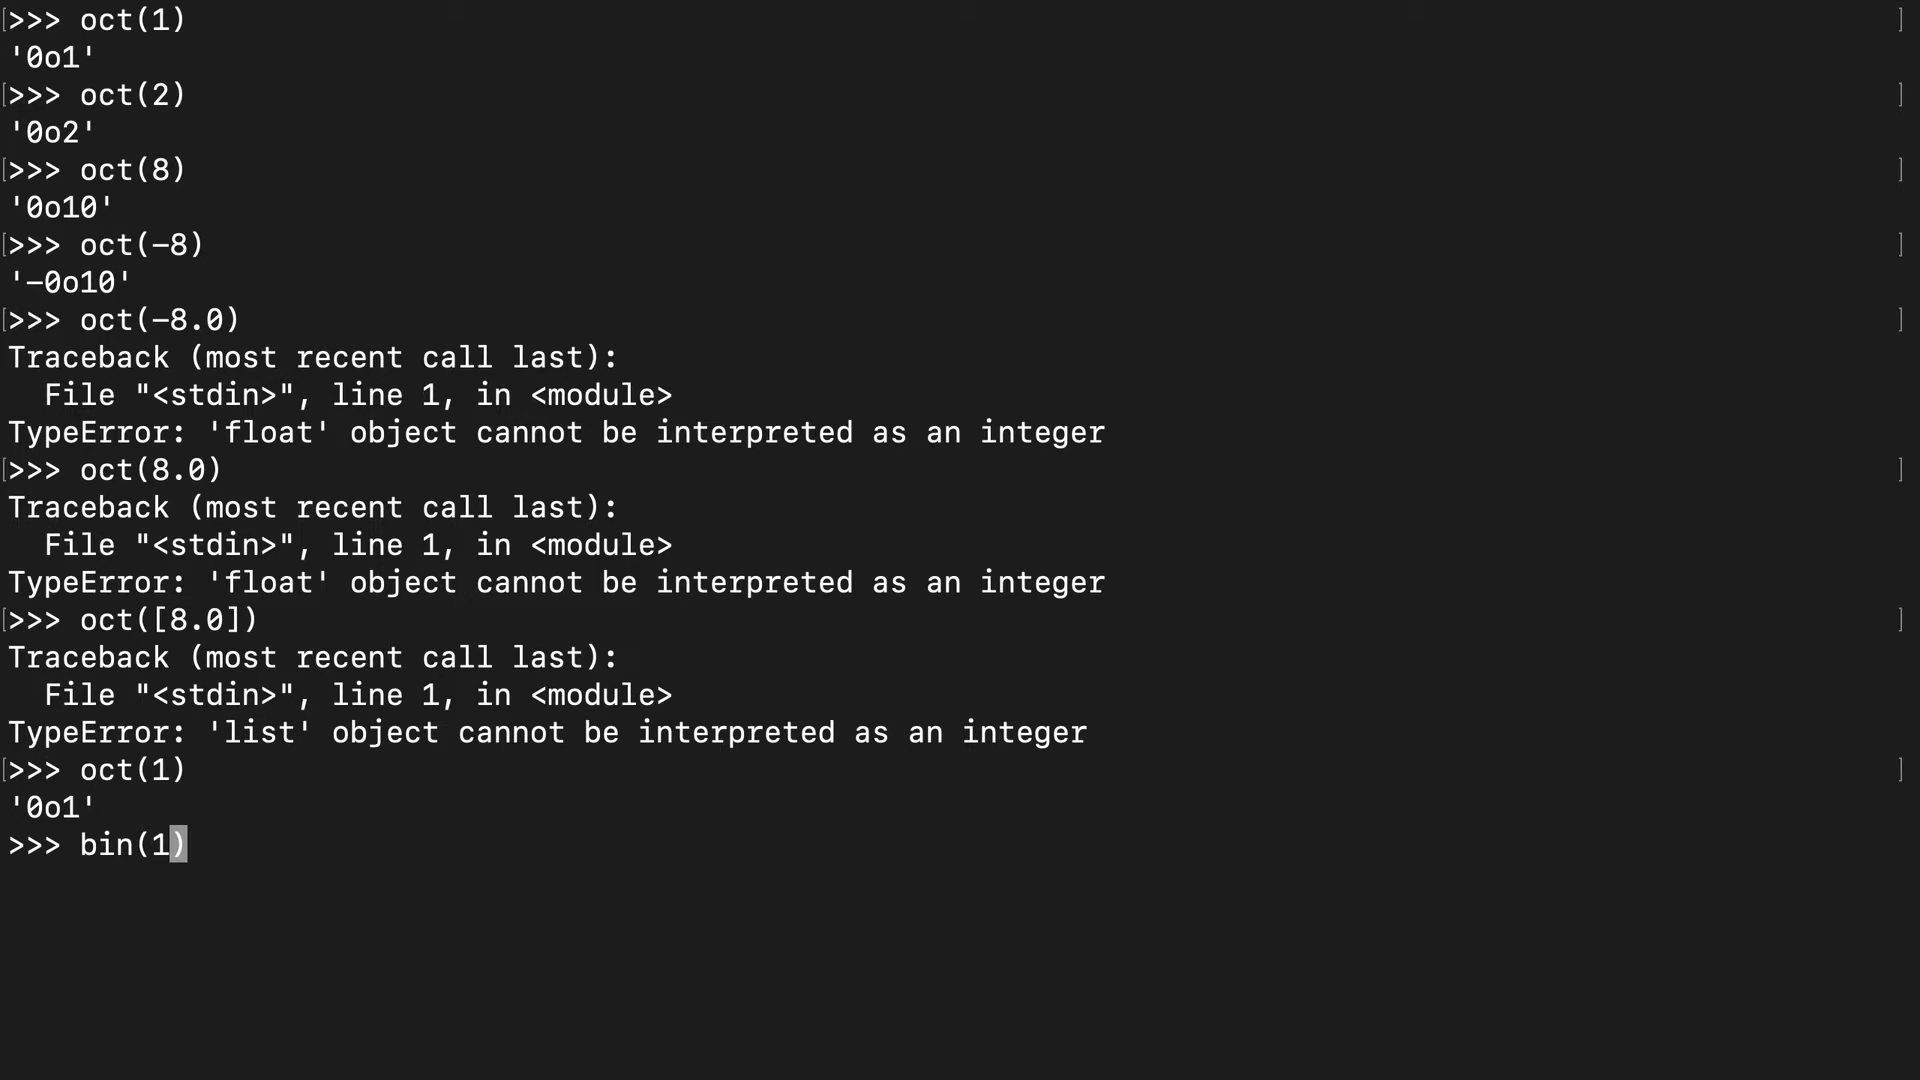 >>> oct(1)
'0o1'
>>> oct(2)
'0o2'
>>> oct(8)
'0o10'
>>> oct(-8)
'-0o10'
>>> oct(-8.0)
Traceback (most recent call last):
  File "<stdin>", line 1, in <module>
TypeError: 'float' object cannot be interpreted as an integer
>>> oct(8.0)
Traceback (most recent call last):
  File "<stdin>", line 1, in <module>
TypeError: 'float' object cannot be interpreted as an integer
>>> oct([8.0])
Traceback (most recent call last):
  File "<stdin>", line 1, in <module>
TypeError: 'list' object cannot be interpreted as an integer
>>> oct(1)
'0o1'
>>> bin(1)